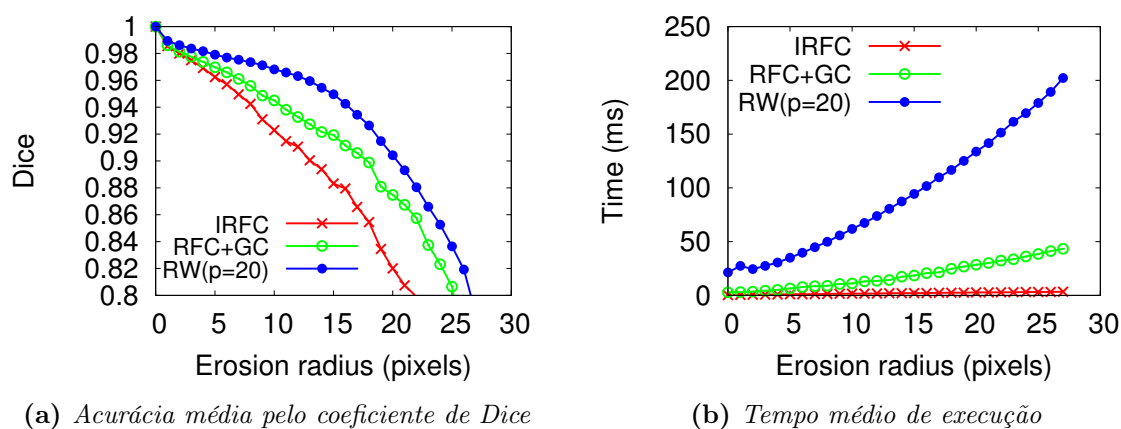 1
0.98
0.96
0.94
0.92
0.9
0.88
0.86
0.84
0.82
0.8
Dice
IRFC
RFC+GC
RW(p=20)
0 5 10 15 20 25 30
Erosion radius (pixels)
(a) Acurácia média pelo coeficiente de Dice
250
200
150
100
50
0
Time (ms)
IRFC
RFC+GC
RW(p=20)
0 5 10 15 20 25 30
Erosion radius (pixels)
(b) Tempo médio de execução